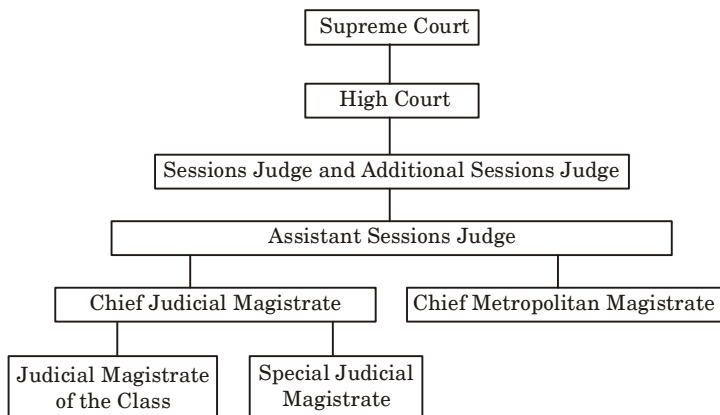 Supreme Court
High Court
Sessions Judge and Additional Sessions Judge
Assistant Sessions Judge
Chief Judicial Magistrate
Chief Metropolitan Magistrate
Judicial Magistrate
of the Class
Special Judicial
Magistrate